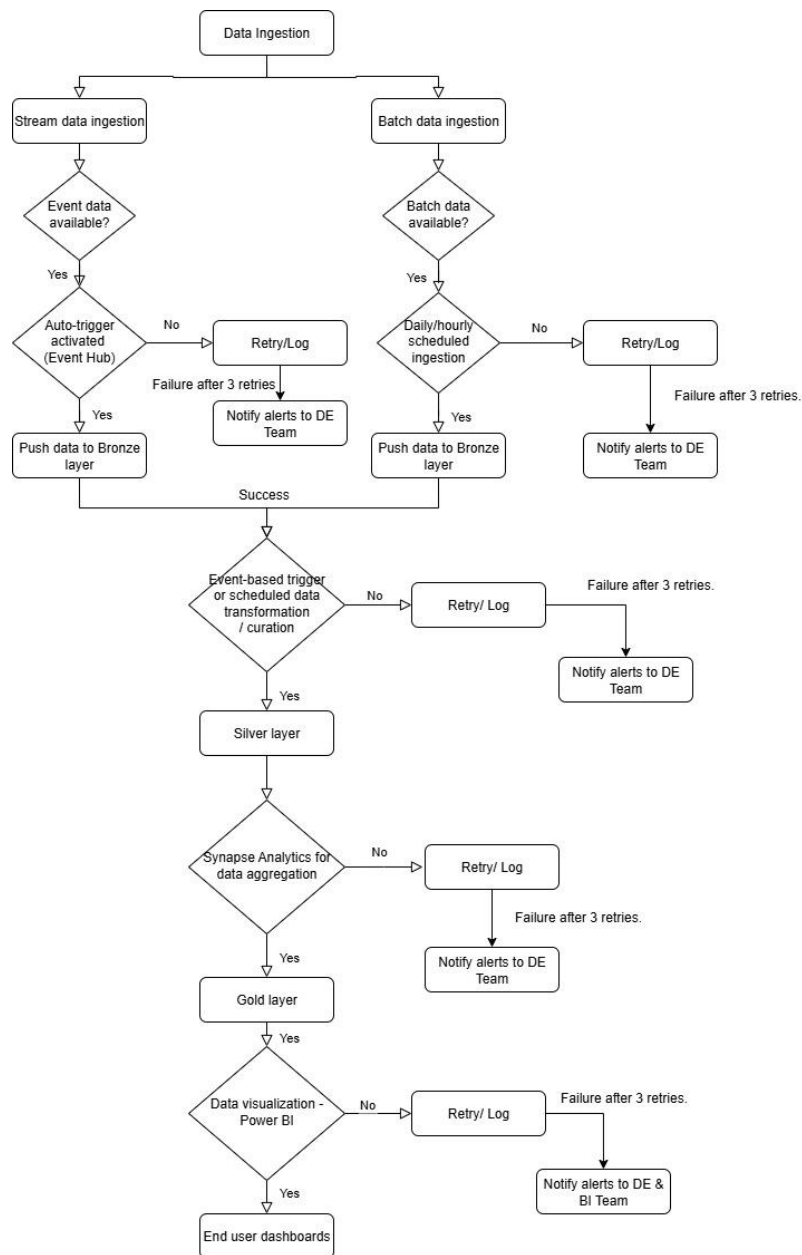 Data Ingestion
Stream data ingestion
Batch data ingestion
Event data
available?
Batch data
available?
Yes
Yes
Auto-trigger
activated
(Event Hub)
No
Retry/Log
Daily/hourly
scheduled
ingestion
No
Retry/Log
Failure after 3 retries
Failure after 3 retries.
Yes
Notify alerts to DE
Team
Yes
Push data to Bronze
layer
Push data to Bronze
layer
Notify alerts to DE
Team
Success
Event-based trigger
or scheduled data
transformation
/ curation
No
Retry/ Log
Failure after 3 retries.
Notify alerts to DE
Team
Yes
Silver layer
Synapse Analytics for
data aggregation
No
Retry/ Log
Failure after 3 retries.
Notify alerts to DE
Team
Yes
Gold layer
Yes
Data visualization -
Power BI
No
Retry/ Log
Failure after 3 retries.
Notify alerts to DE &
BI Team
Yes
End user dashboards